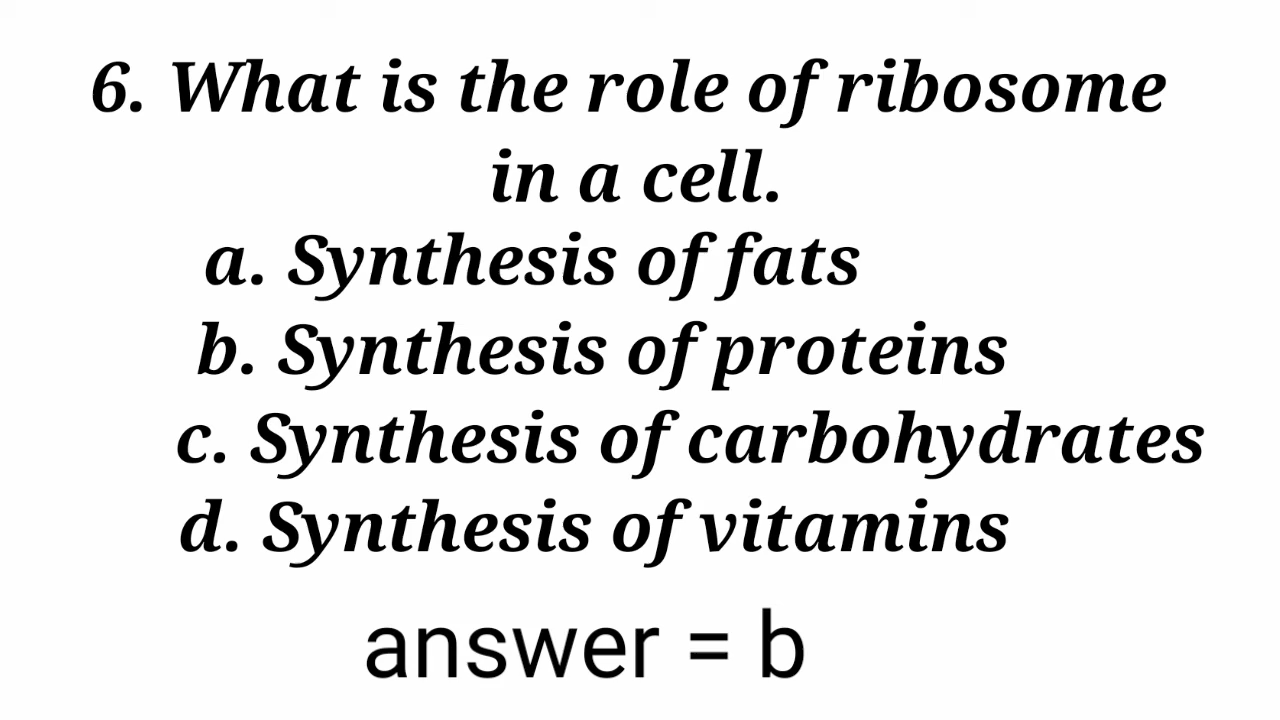 6. What is the role of ribosome
in a cell.
a. Synthesis of fats
b. Synthesis of proteins
c. Synthesis of carbohydrates
d. Synthesis of vitamins
answer = b